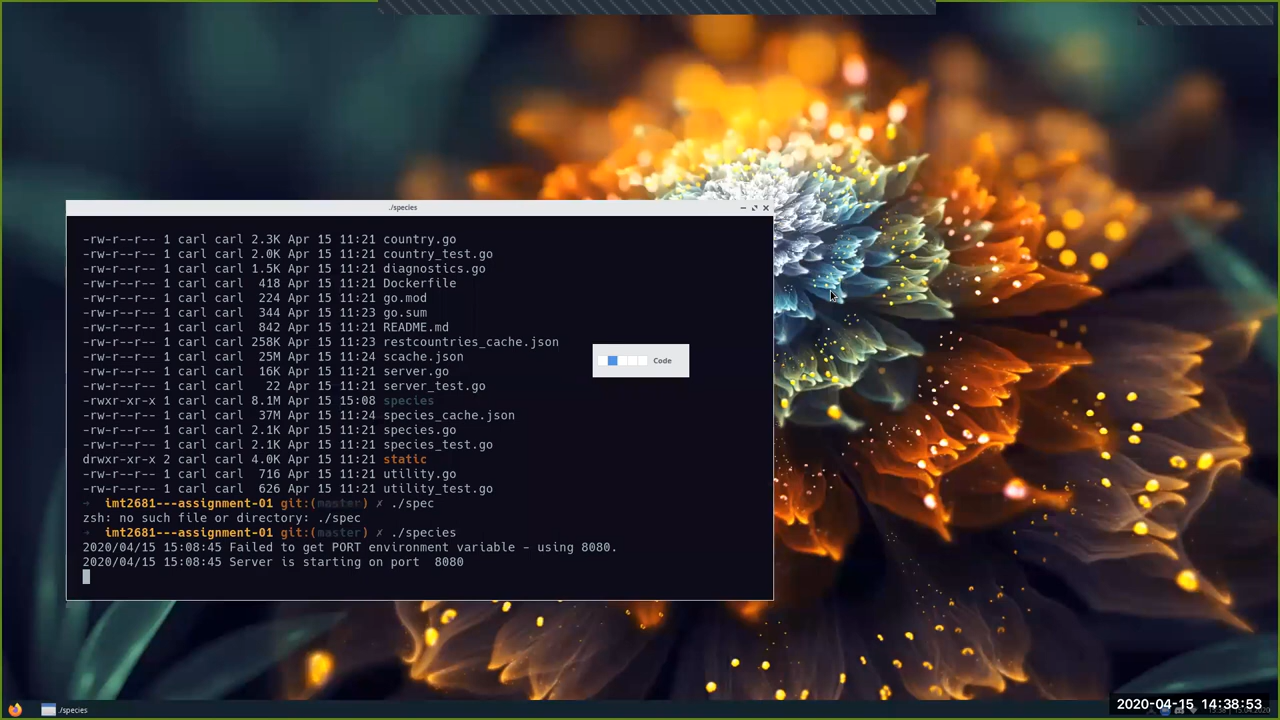 ./species
-rw-r--r-- 1 carl carl 2.3K Apr 15 11:21 country.go
-rw-r--r-- 1 carl carl 2.0K Apr 15 11:21 country_test.go
-rw-r--r-- 1 carl carl 1.5K Apr 15 11:21 diagnostics.go
-rw-r--r-- 1 carl carl  418 Apr 15 11:21 Dockerfile
-rw-r--r-- 1 carl carl  224 Apr 15 11:21 go.mod
-rw-r--r-- 1 carl carl  344 Apr 15 11:23 go.sum
-rw-r--r-- 1 carl carl  842 Apr 15 11:21 README.md
-rw-r--r-- 1 carl carl 258K Apr 15 11:23 restcountries_cache.json
-rw-r--r-- 1 carl carl  25M Apr 15 11:24 scache.json
-rw-r--r-- 1 carl carl  16K Apr 15 11:21 server.go
-rw-r--r-- 1 carl carl   22 Apr 15 11:21 server_test.go
-rwxr-xr-x 1 carl carl 8.1M Apr 15 15:08 species
-rw-r--r-- 1 carl carl  37M Apr 15 11:24 species_cache.json
-rw-r--r-- 1 carl carl 2.1K Apr 15 11:21 species.go
-rw-r--r-- 1 carl carl 2.1K Apr 15 11:21 species_test.go
drwxr-xr-x 2 carl carl 4.0K Apr 15 11:21 static
-rw-r--r-- 1 carl carl  716 Apr 15 11:21 utility.go
-rw-r--r-- 1 carl carl  626 Apr 15 11:21 utility_test.go
→ imt2681---assignment-01 git:(master) ✗ ./spec
zsh: no such file or directory: ./spec
→ imt2681---assignment-01 git:(master) ✗ ./species
2020/04/15 15:08:45 Failed to get PORT environment variable - using 8080.
2020/04/15 15:08:45 Server is starting on port  8080
Code
./species
2020-04-15 14:38:53